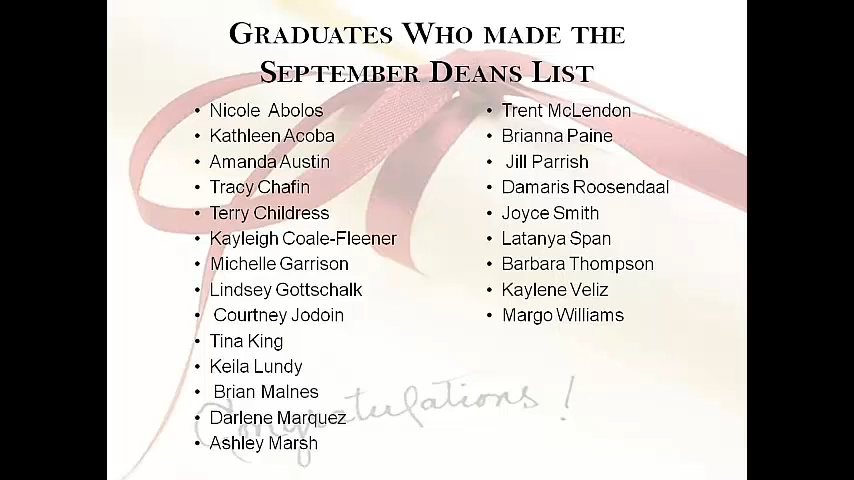 GRADUATES WHO MADE THE
SEPTEMBER DEANS LIST
• Nicole Abolos
• Kathleen Acoba
• Amanda Austin
• Tracy Chafin
• Terry Childress
• Kayleigh Coale-Fleener
• Michelle Garrison
• Lindsey Gottschalk
• Courtney Jodoin
• Tina King
• Keila Lundy
• Brian Malnes
• Darlene Marquez
• Ashley Marsh
• Trent McLendon
• Brianna Paine
• Jill Parrish
• Damaris Roosendaal
• Joyce Smith
• Latanya Span
• Barbara Thompson
• Kaylene Veliz
• Margo Williams
Congratulations!